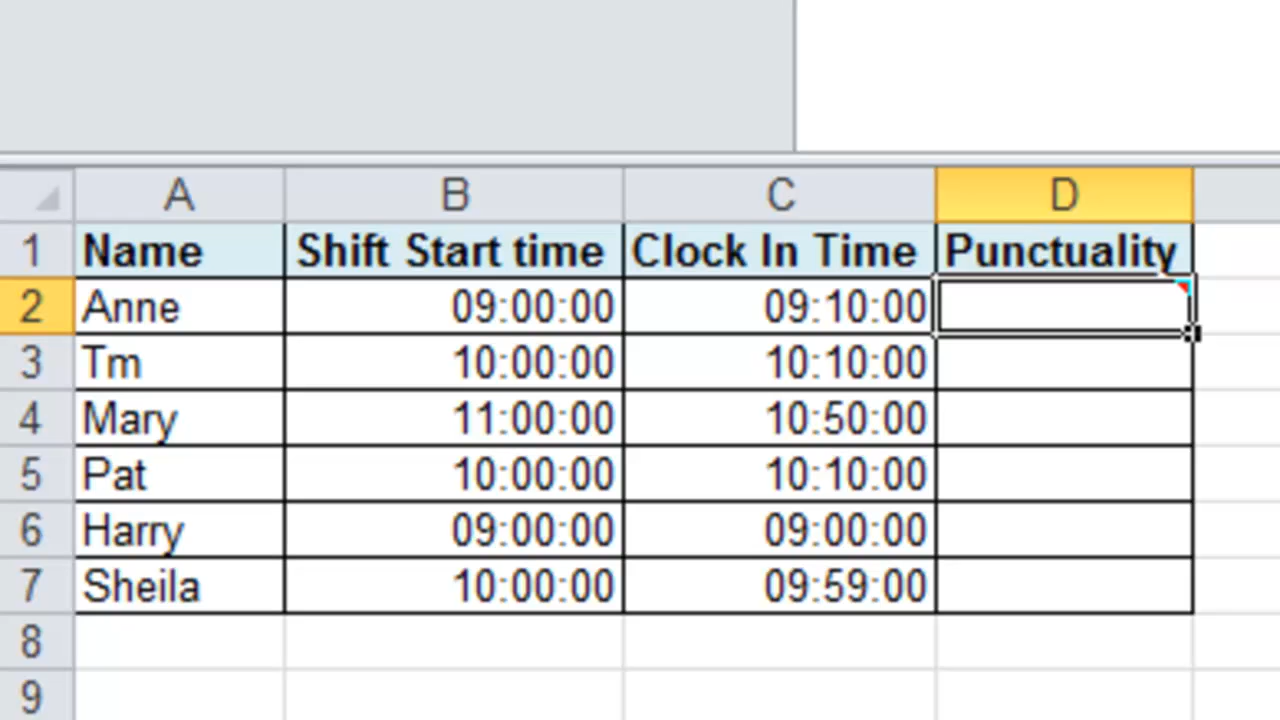 A B C D
1 Name Shift Start time Clock In Time Punctuality
2 Anne 09:00:00 09:10:00
3 Tm 10:00:00 10:10:00
4 Mary 11:00:00 10:50:00
5 Pat 10:00:00 10:10:00
6 Harry 09:00:00 09:00:00
7 Sheila 10:00:00 09:59:00
8
9